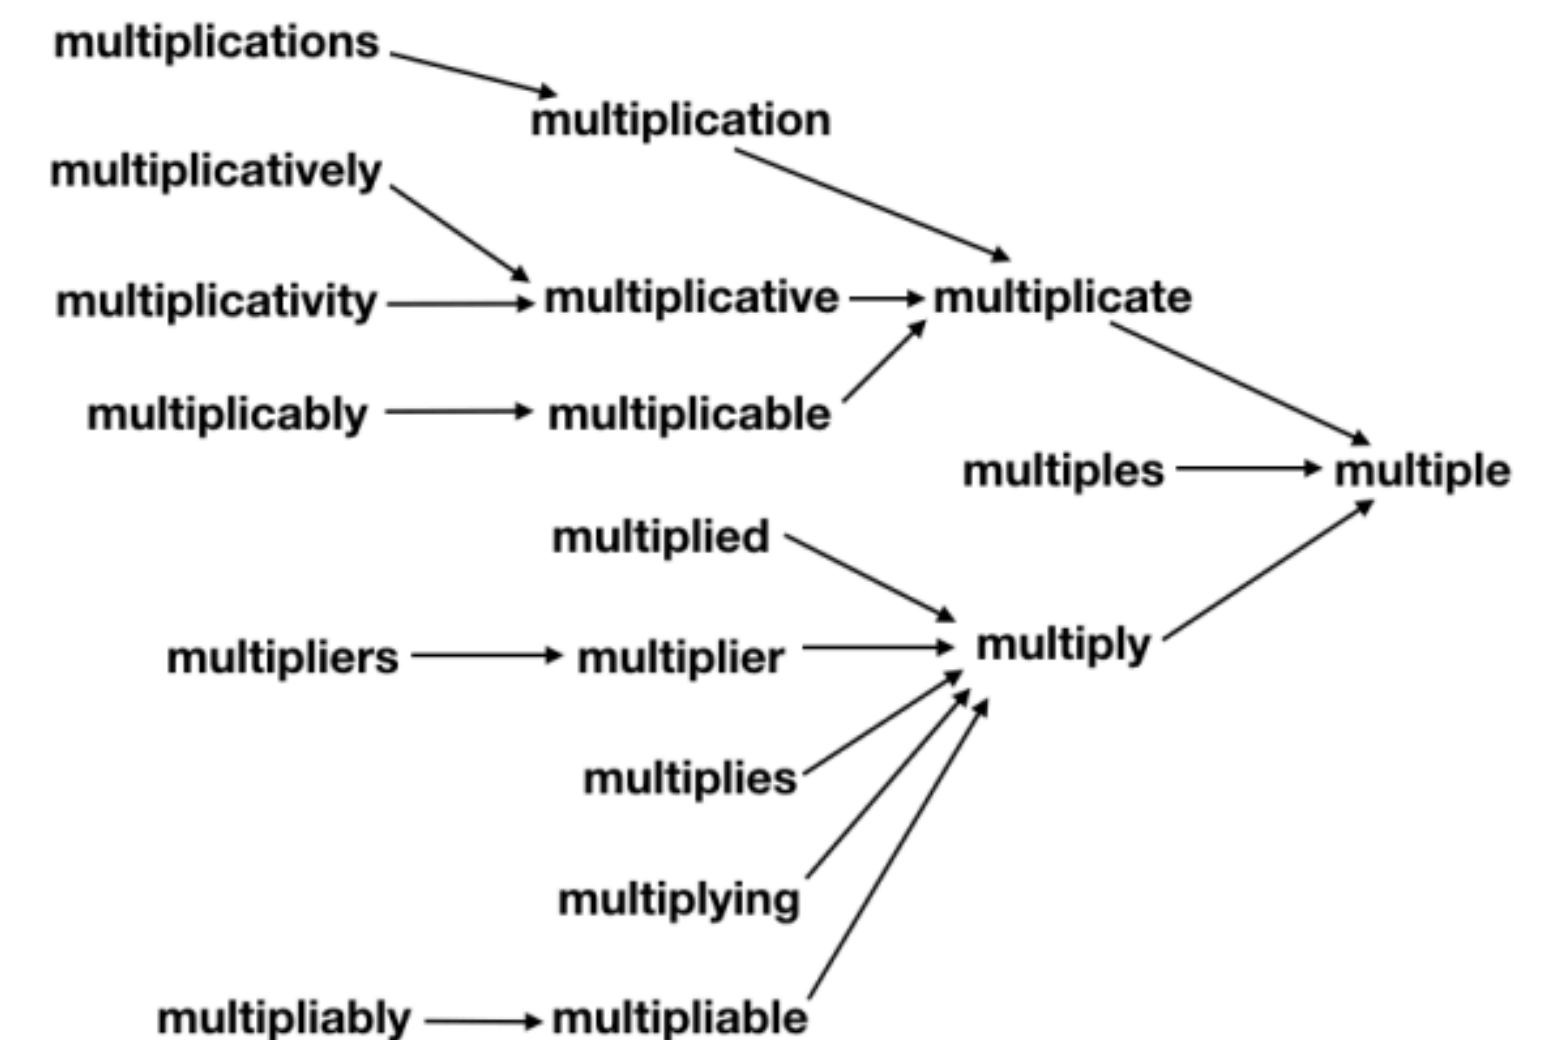 multiplications
multiplication
multiplicatively
multiplicativity
multiplicative
multiplicate
multiplicably
multiplicable
multiples
multiple
multiplied
multipliers
multiplier
multiply
multiplies
multiplying
multipliably
multipliable